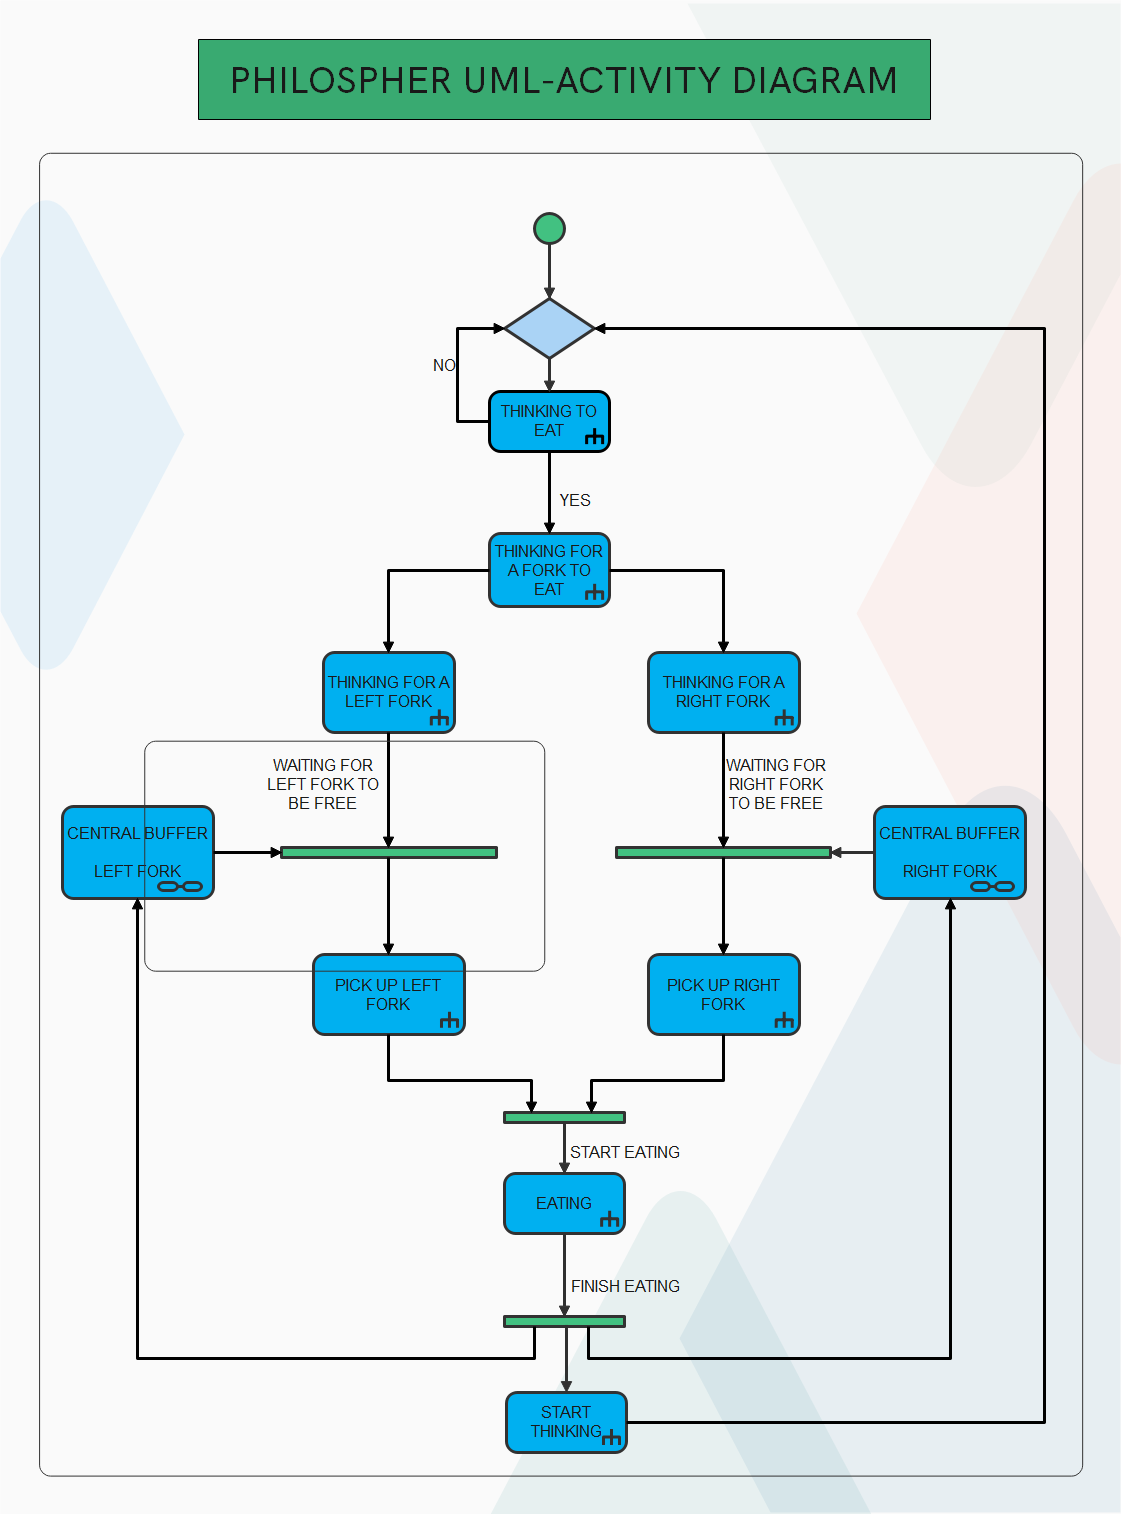 PHILOSPHER UML-ACTIVITY DIAGRAM
NO
THINKING TO
EAT
YES
THINKING FOR
A FORK TO
EAT
THINKING FOR A
LEFT FORK
THINKING FOR A
RIGHT FORK
WAITING FOR
LEFT FORK TO
BE FREE
WAITING FOR
RIGHT FORK
TO BE FREE
CENTRAL BUFFER
LEFT FORK
CENTRAL BUFFER
RIGHT FORK
PICK UP LEFT
FORK
PICK UP RIGHT
FORK
START EATING
EATING
FINISH EATING
START
THINKING